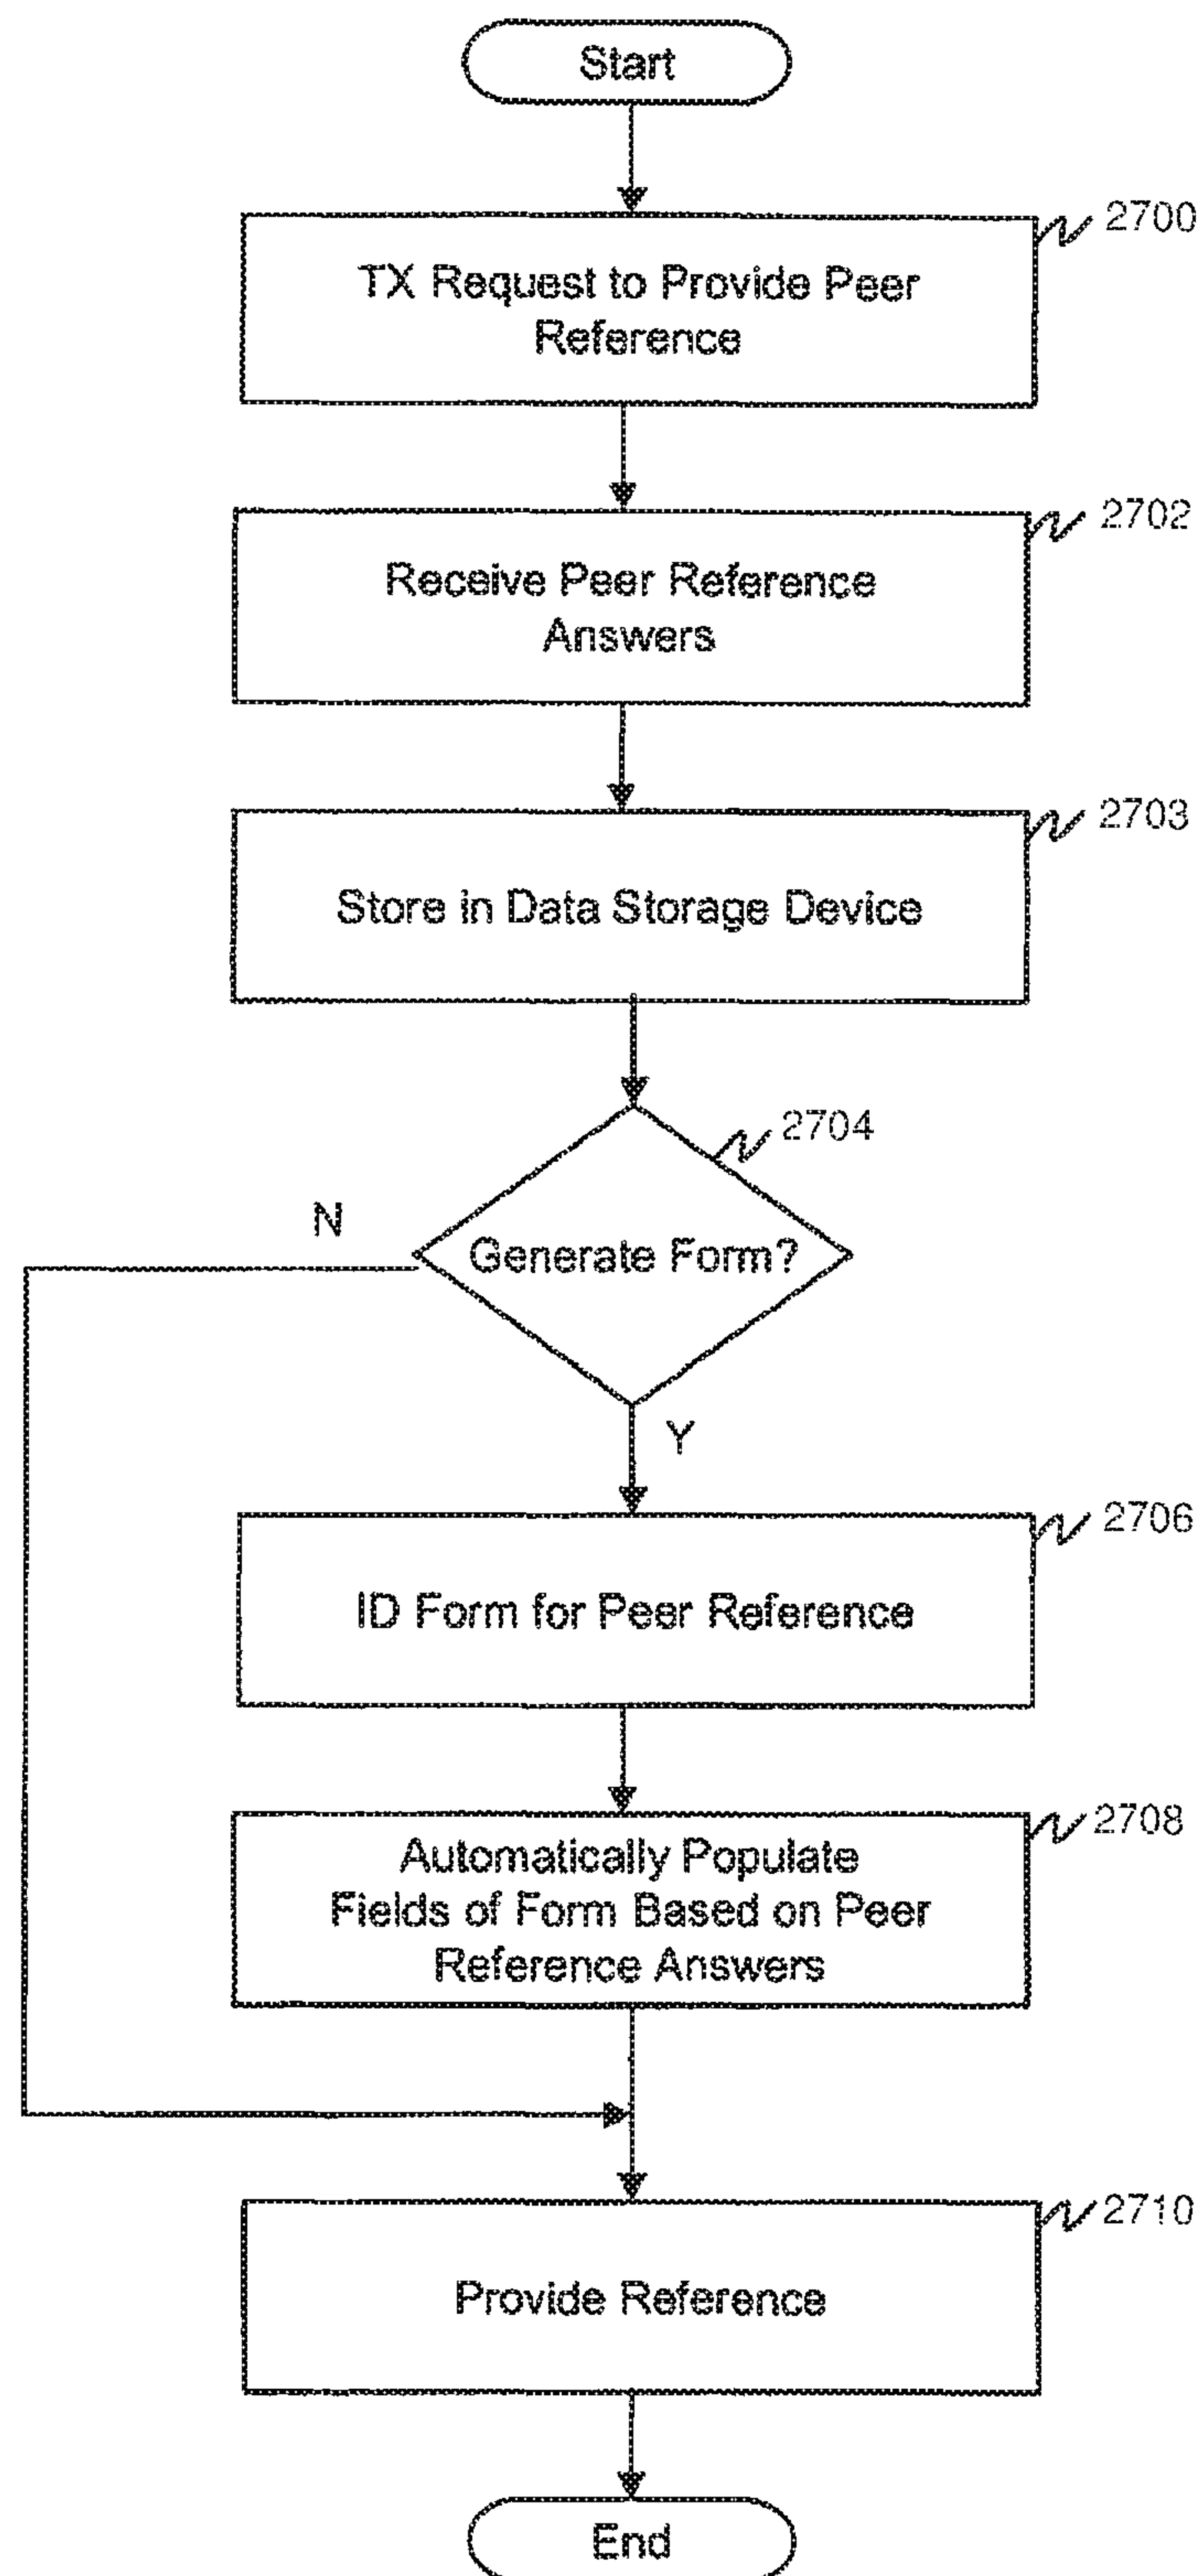 Start
2700
TX Request to Provide Peer
Reference
2702
Receive Peer Reference
Answers
2703
Store in Data Storage Device
2704
N
Generate Form?
Y
2706
ID Form for Peer Reference
2708
Automatically Populate
Fields of Form Based on Peer
Reference Answers
2710
Provide Reference
End